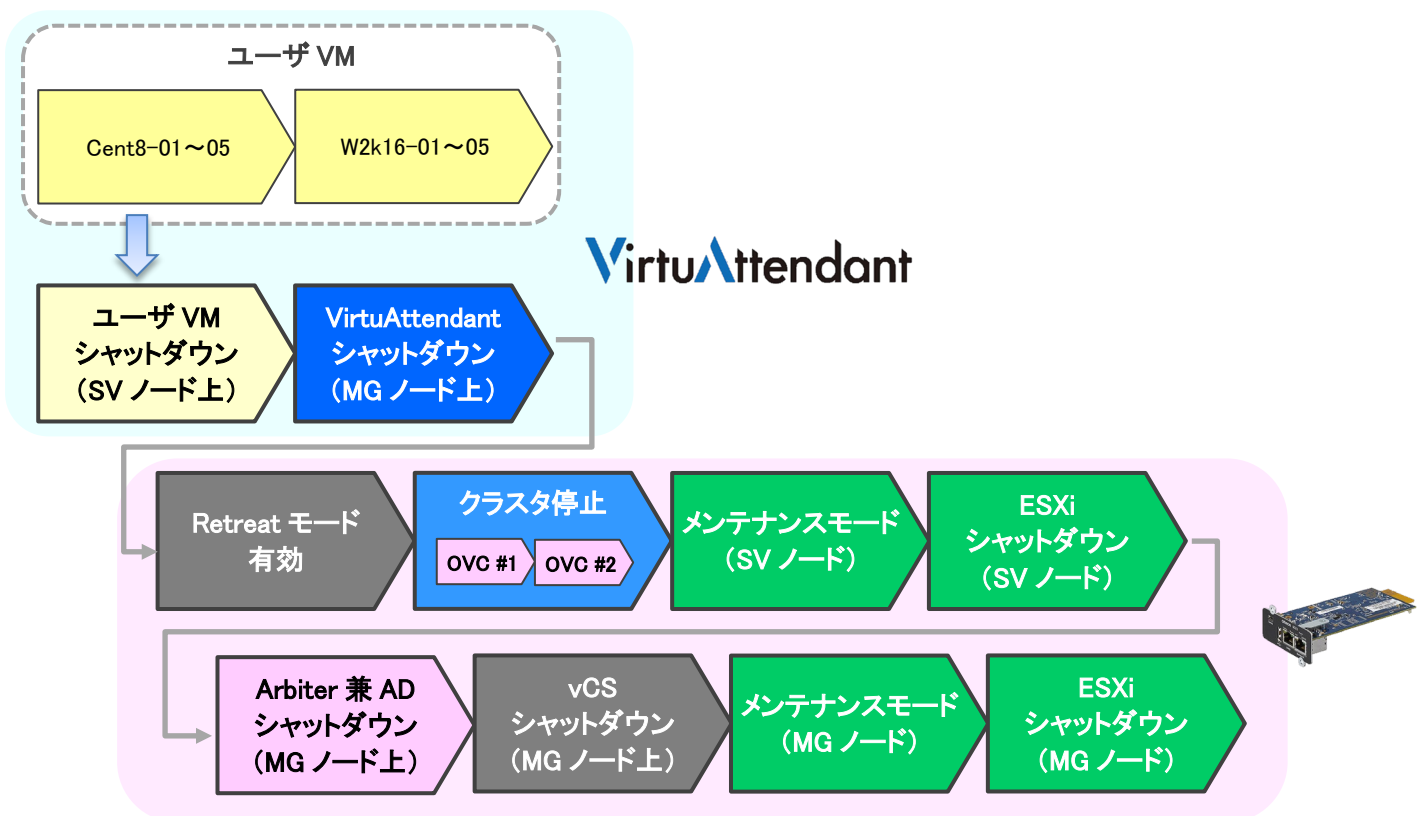 ユーザ VM
Cent8-01～05
W2k16-01～05
VirtuAttendant
ユーザ VM
シャットダウン
（SV ノード上）
VirtuAttendant
シャットダウン
（MG ノード上）
Retreat モード
有効
クラスタ停止
OVC #1
OVC #2
メンテナンスモード
（SV ノード）
ESXi
シャットダウン
（SV ノード）
Arbiter 兼 AD
シャットダウン
（MG ノード上）
vCS
シャットダウン
（MG ノード上）
メンテナンスモード
（MG ノード）
ESXi
シャットダウン
（MG ノード）